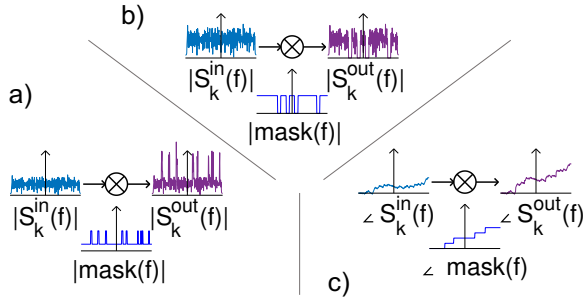 b)
|S_k^in(f)| |S_k^out(f)|
|mask(f)|
a)
|S_k^in(f)| |S_k^out(f)|
|mask(f)|
∠ S_k^in(f) ∠ S_k^out(f)
∠ mask(f)
c)